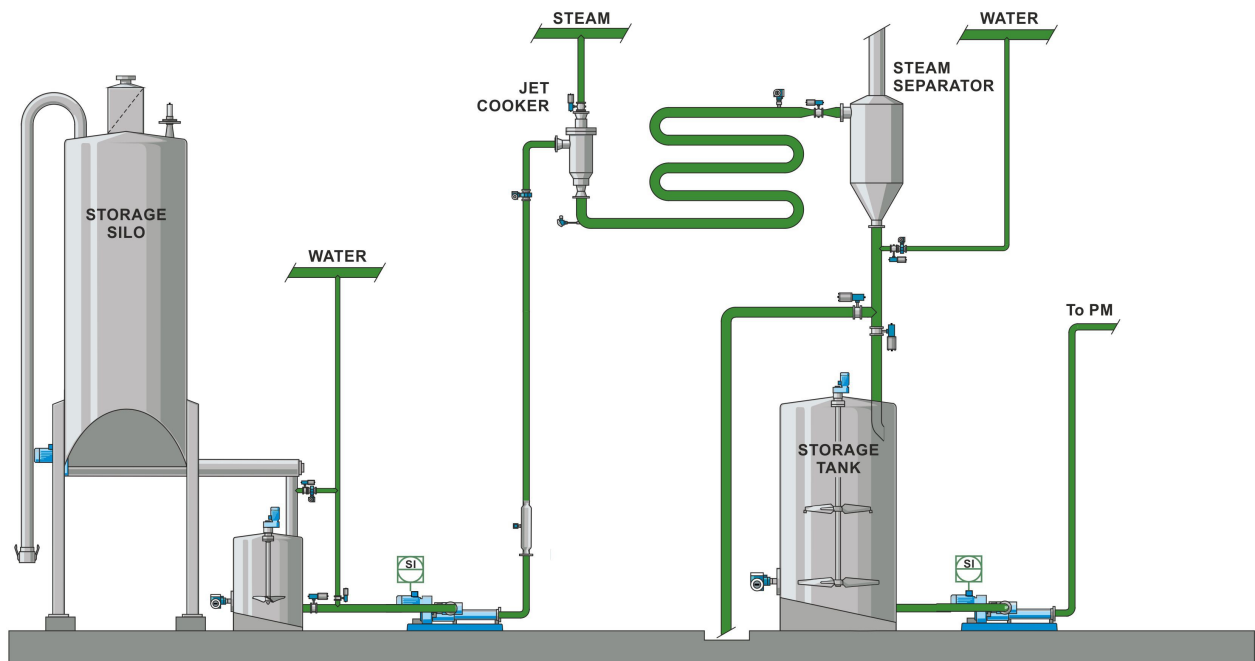 STEAM
WATER
JET
COOKER
STEAM
SEPARATOR
STORAGE
SILO
WATER
To PM
STORAGE
TANK
SI
SI